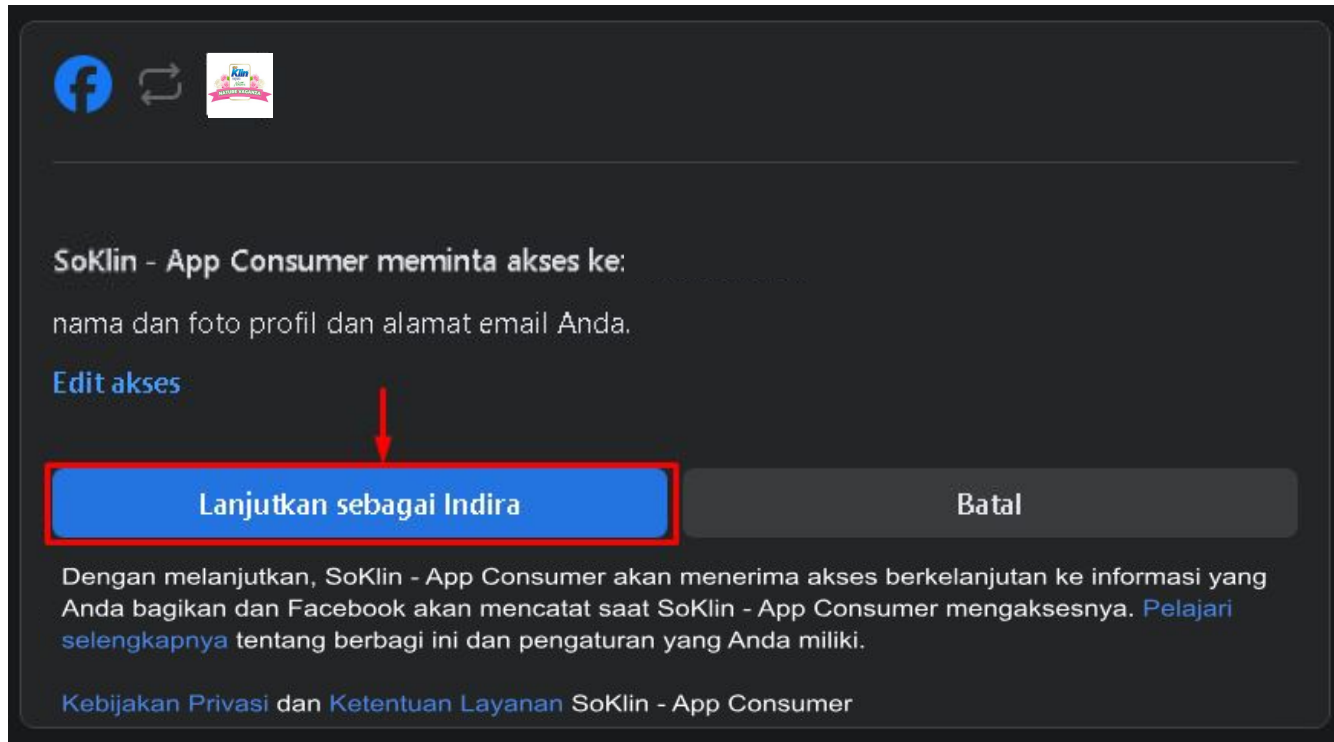 Klin
NATURE VAGANZA
SoKlin - App Consumer meminta akses ke:
nama dan foto profil dan alamat email Anda.
Edit akses
Lanjutkan sebagai Indira
Batal
Dengan melanjutkan, SoKlin - App Consumer akan menerima akses berkelanjutan ke informasi yang
Anda bagikan dan Facebook akan mencatat saat SoKlin - App Consumer mengaksesnya. Pelajari
selengkapnya tentang berbagi ini dan pengaturan yang Anda miliki.
Kebijakan Privasi dan Ketentuan Layanan SoKlin - App Consumer